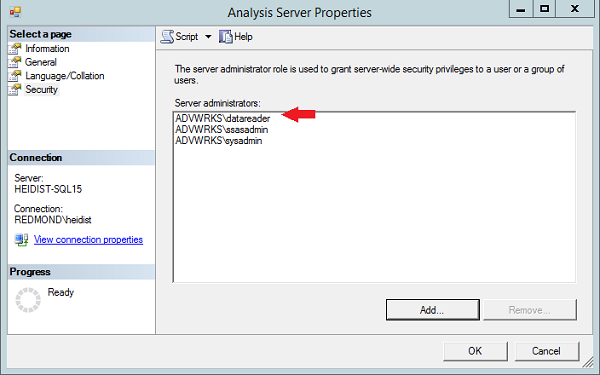 Analysis Server Properties
Select a page
Information
General
Language/Collation
Security
Script
Help
The server administrator role is used to grant server-wide security privileges to a user or a group of
users.
Server administrators:
ADVWRKS\datareader
ADVWRKS\ssasadmin
ADVWRKS\sysadmin
Connection
Server:
HEIDIST-SQL15
Connection:
REDMOND\heidist
View connection properties
Progress
Ready
Add...
Remove...
OK
Cancel